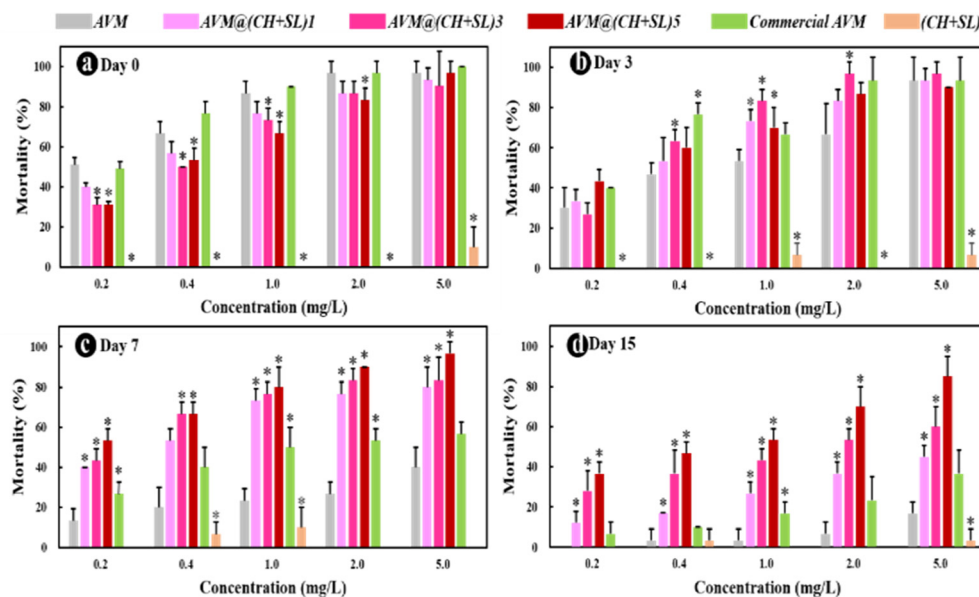 AVM AVM@(CH+SL)1 AVM@(CH+SL)3 AVM@(CH+SL)5 Commercial AVM (CH+SL)
a Day 0
Mortality (%)
100
80
60
40
20
0
* * * * * * * * * * *
0.2 0.4 1.0 2.0 5.0
Concentration (mg/L)
b Day 3
Mortality (%)
100
80
60
40
20
0
* * * * * * * * * * *
0.2 0.4 1.0 2.0 5.0
Concentration (mg/L)
c Day 7
Mortality (%)
100
80
60
40
20
0
* * * * * * * * * * * * * * * * * * * *
0.2 0.4 1.0 2.0 5.0
Concentration (mg/L)
d Day 15
Mortality (%)
100
80
60
40
20
0
* * * * * * * * * * * * * * * * *
0.2 0.4 1.0 2.0 5.0
Concentration (mg/L)